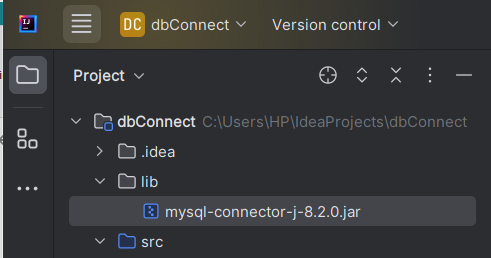 DC dbConnect Version control
Project
dbConnect C:\Users\HP\IdeaProjects\dbConnect
.idea
lib
mysql-connector-j-8.2.0.jar
src